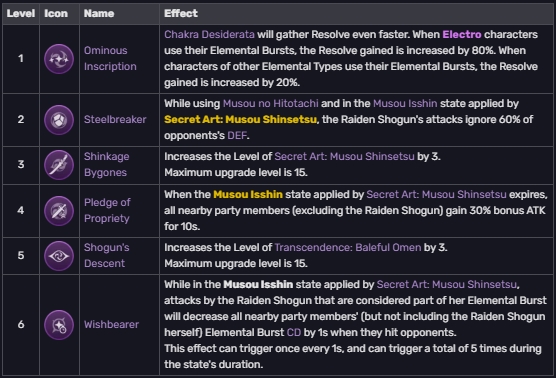 Level Icon Name Effect
1
Ominous
Inscription
Chakra Desiderata will gather Resolve even faster. When Electro characters
use their Elemental Bursts, the Resolve gained is increased by 80%. When
characters of other Elemental Types use their Elemental Bursts, the Resolve
gained is increased by 20%.
2
Steelbreaker
While using Musou no Hitotachi and in the Musou Isshin state applied by
Secret Art: Musou Shinsetsu, the Raiden Shogun's attacks ignore 60% of
opponent's DEF.
3
Shinkage
Bygones
Increases the Level of Secret Art: Musou Shinsetsu by 3.
Maximum upgrade level is 15.
4
Pledge of
Propriety
When the Musou Isshin state applied by Secret Art: Musou Shinsetsu expires,
all nearby party members (excluding the Raiden Shogun) gain 30% bonus ATK
for 10s.
5
Shogun's
Descent
Increases the Level of Transcendence: Baleful Omen by 3.
Maximum upgrade level is 15.
6
Wishbearer
While in the Musou Isshin state applied by Secret Art: Musou Shinsetsu,
attacks by the Raiden Shogun that are considered part of her Elemental Burst
will decrease all nearby party members' (but not including the Raiden Shogun
herself) Elemental Burst CD by 1s when they hit opponents.
This effect can trigger once every 1s, and can trigger a total of 5 times during
the state's duration.